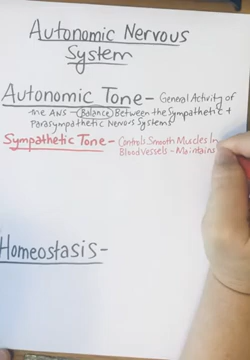 Autonomic Nervous
System
Autonomic Tone - General Activity of
the ANS - Balance Between the Sympathetic +
Parasympathetic Nervous Systems
Sympathetic Tone - Controls Smooth Muscles In
Blood Vessels - Maintains
Homeostasis -